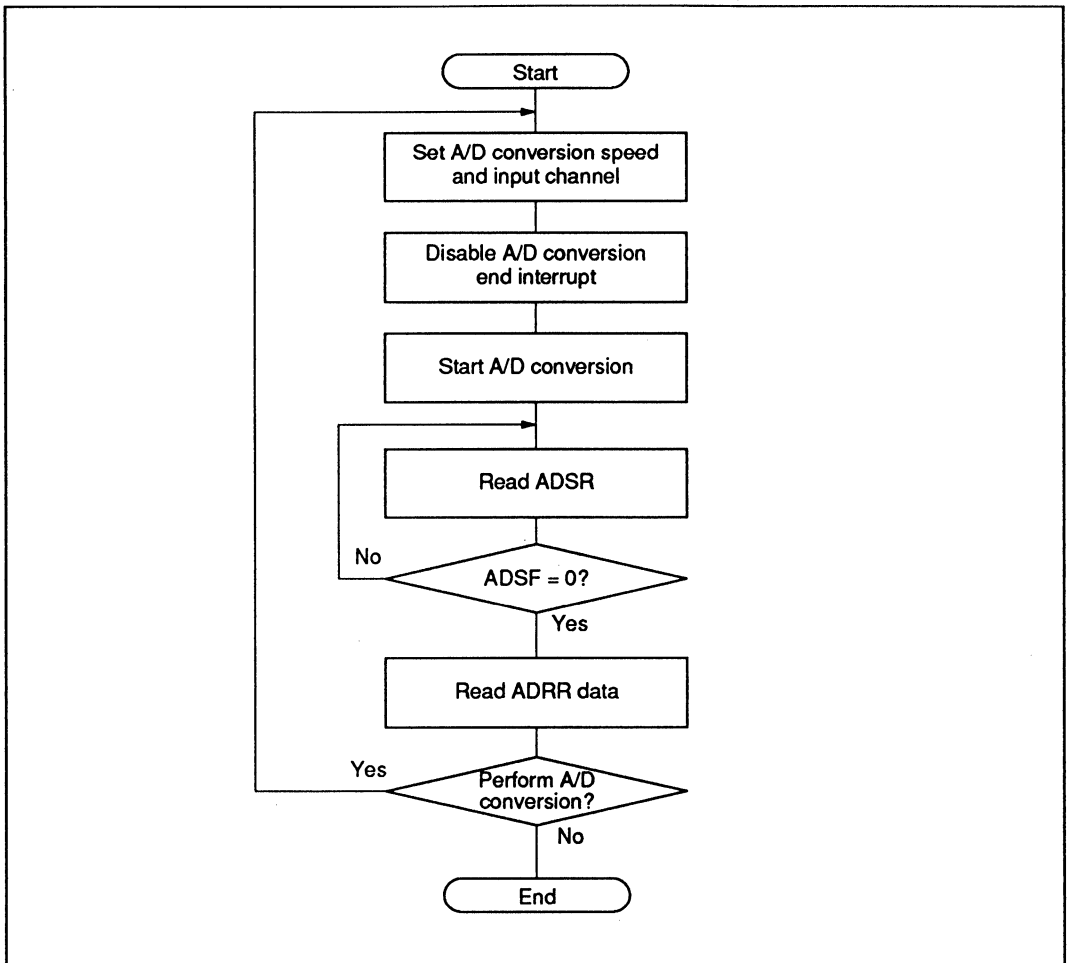 Start
Set A/D conversion speed
and input channel
Disable A/D conversion
end interrupt
Start A/D conversion
Read ADSR
No
ADSF = 0?
Yes
Read ADRR data
Yes
Perform A/D
conversion?
No
End